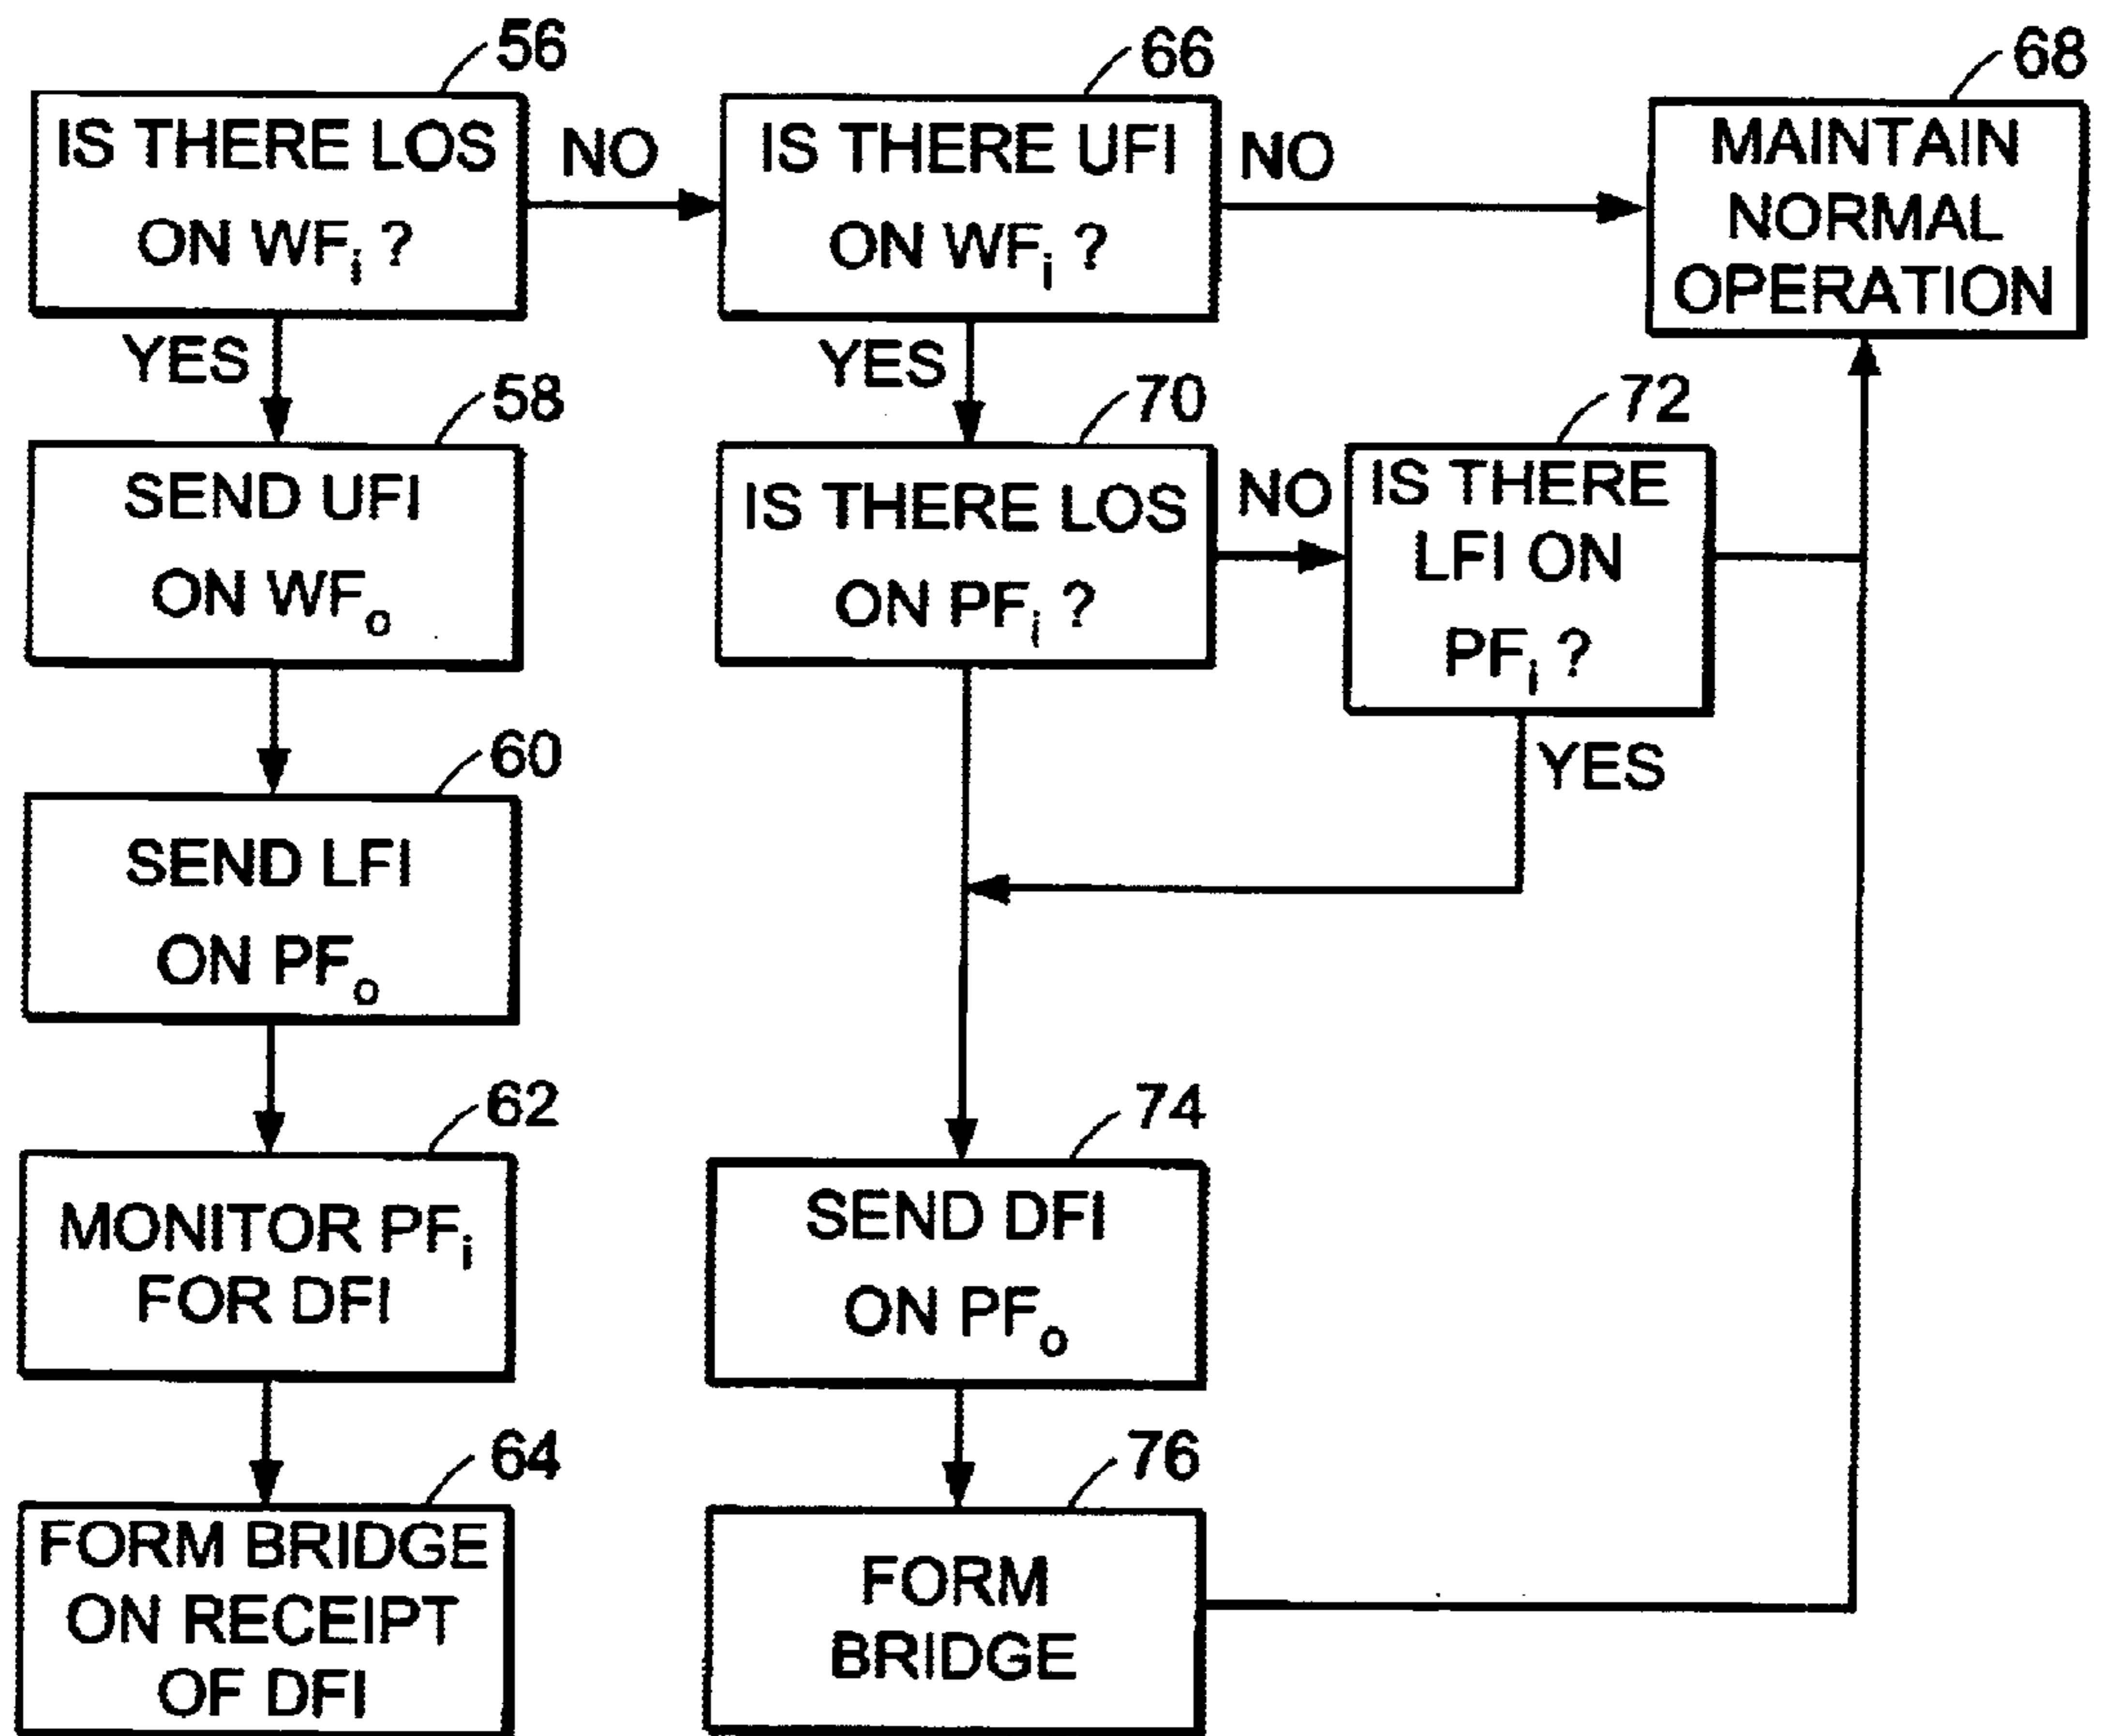 56
IS THERE LOS
ON WFi ?
NO
66
IS THERE UFI
ON WFi ?
NO
68
MAINTAIN
NORMAL
OPERATION
YES
58
SEND UFI
ON WFo
YES
70
IS THERE LOS
ON PFi ?
NO
72
IS THERE
LFI ON
PFi ?
YES
60
SEND LFI
ON PFo
62
MONITOR PFi
FOR DFI
74
SEND DFI
ON PFo
64
FORM BRIDGE
ON RECEIPT
OF DFI
76
FORM
BRIDGE